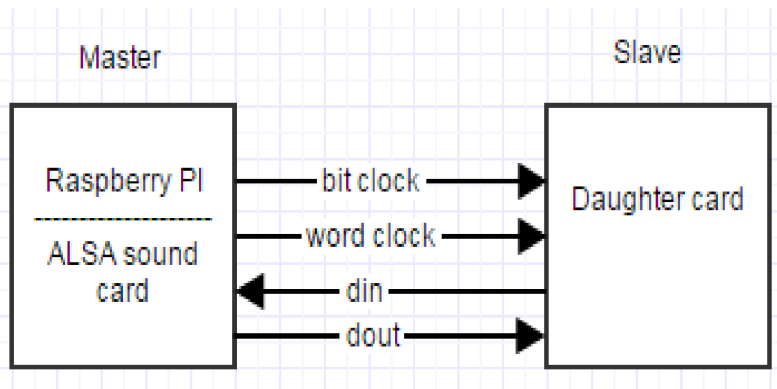 Master
Slave
Raspberry PI
ALSA sound
card
bit clock
word clock
din
dout
Daughter card